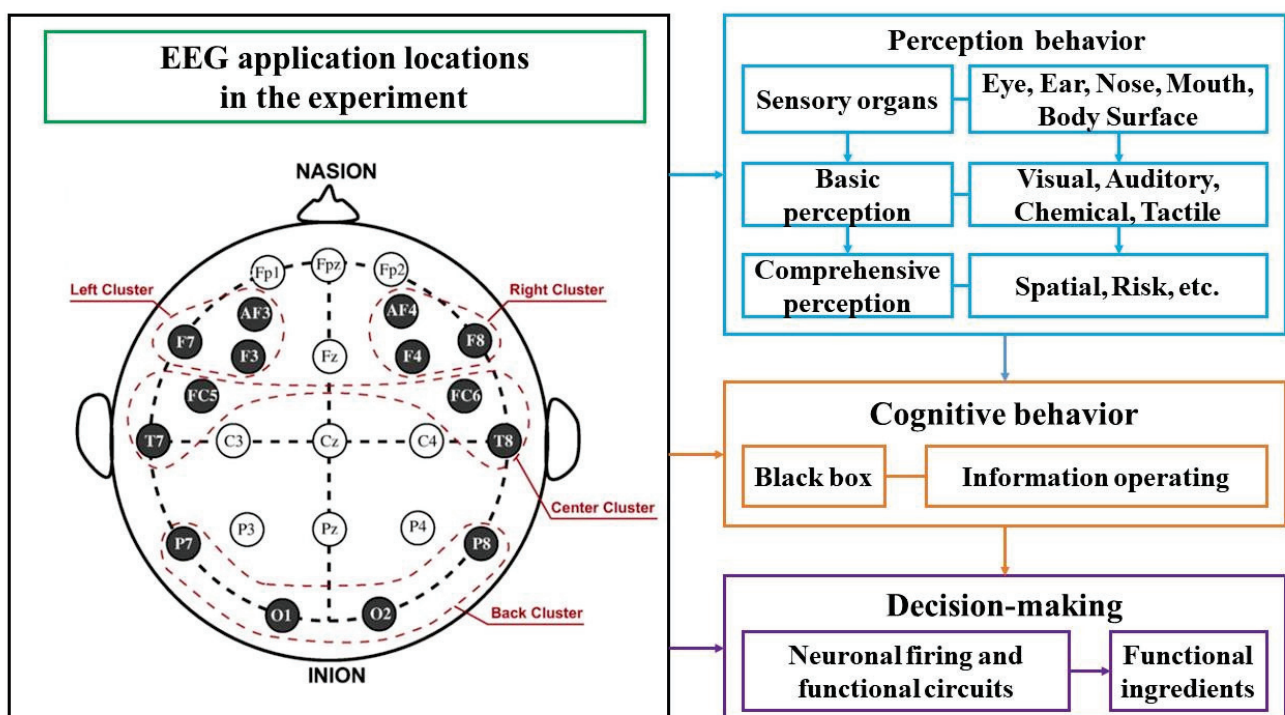 EEG application locations
in the experiment
NASION
Fp1 Fpz Fp2
Left Cluster
Right Cluster
AF3 AF4
F7 F3 Fz F4 F8
FC5 FC6
T7 C3 Cz C4 T8
Center Cluster
P7 P3 Pz P4 P8
O1 O2
Back Cluster
INION
Perception behavior
Sensory organs
Eye, Ear, Nose, Mouth,
Body Surface
Basic
perception
Visual, Auditory,
Chemical, Tactile
Comprehensive
perception
Spatial, Risk, etc.
Cognitive behavior
Black box
Information operating
Decision-making
Neuronal firing and
functional circuits
Functional
ingredients